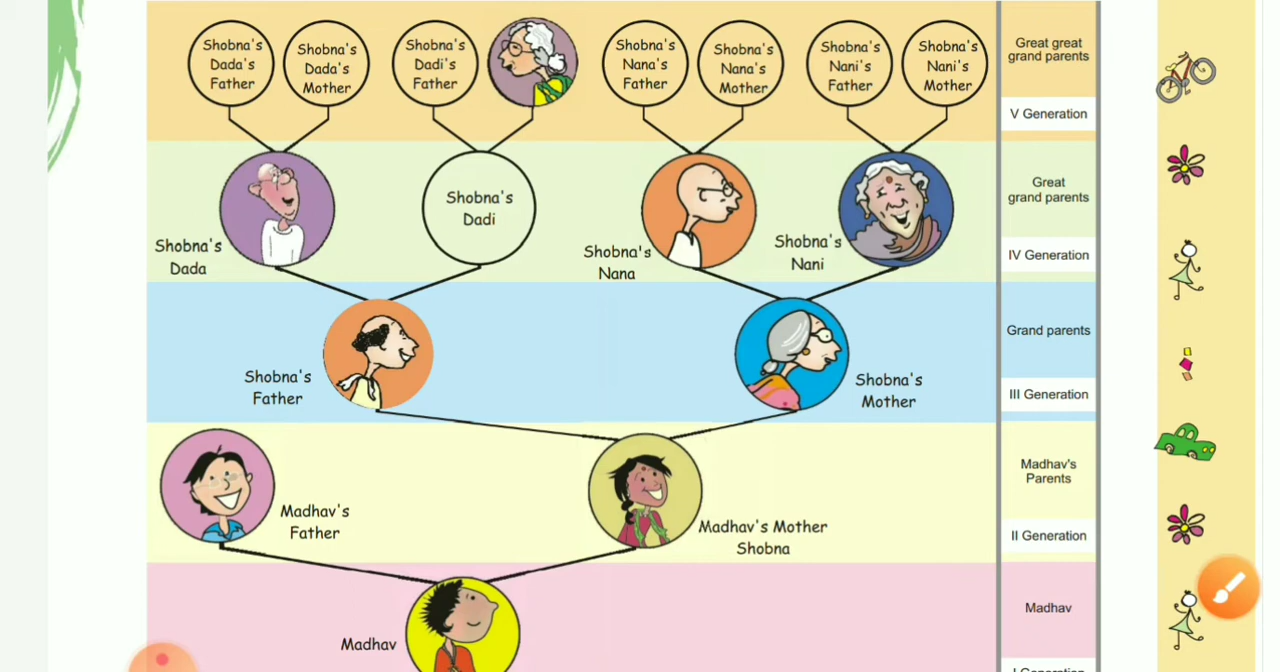 Shobna's
Dada's
Father
Shobna's
Dada's
Mother
Shobna's
Dadi's
Father
Shobna's
Nana's
Father
Shobna's
Nana's
Mother
Shobna's
Nani's
Father
Shobna's
Nani's
Mother
Great great
grand parents
V Generation
Shobna's
Dada
Shobna's
Dadi
Shobna's
Nana
Shobna's
Nani
Great
grand parents
IV Generation
Shobna's
Father
Shobna's
Mother
Grand parents
III Generation
Madhav's
Father
Madhav's Mother
Shobna
Madhav's
Parents
II Generation
Madhav
Madhav
I Generation